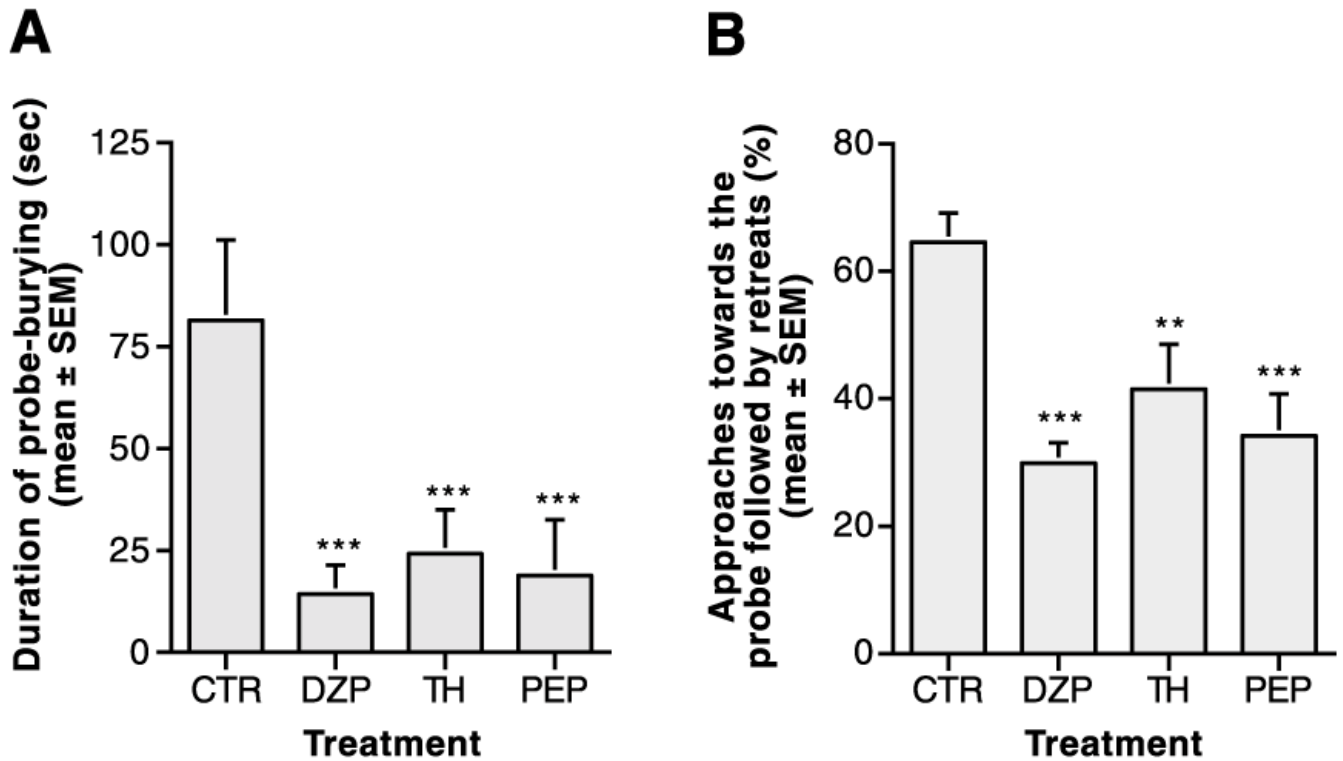 A
Duration of probe-burying (sec)
(mean ± SEM)
125
100
75
50
25
0
***
***
***
CTR
DZP
TH
PEP
Treatment
B
Approaches towards the
probe followed by retreats (%)
(mean ± SEM)
80
60
40
20
0
***
**
***
CTR
DZP
TH
PEP
Treatment